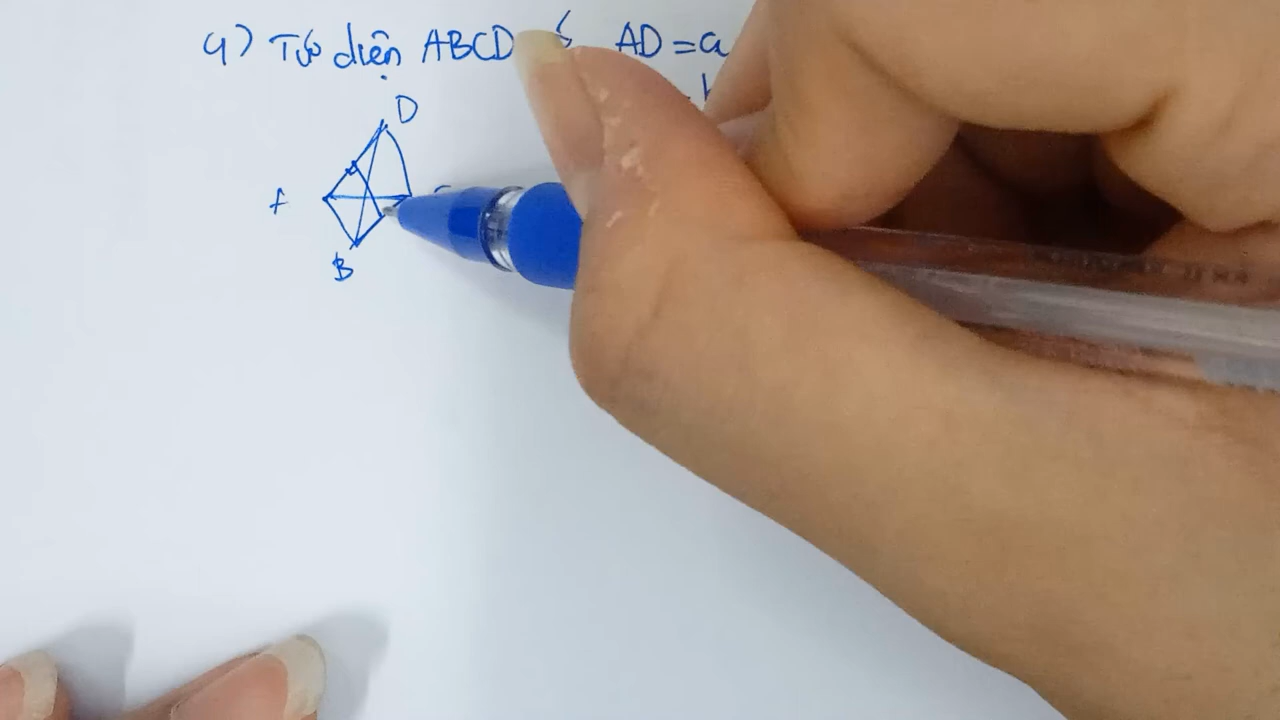 4) Tứ diện ABCD AD = a
D
A
B